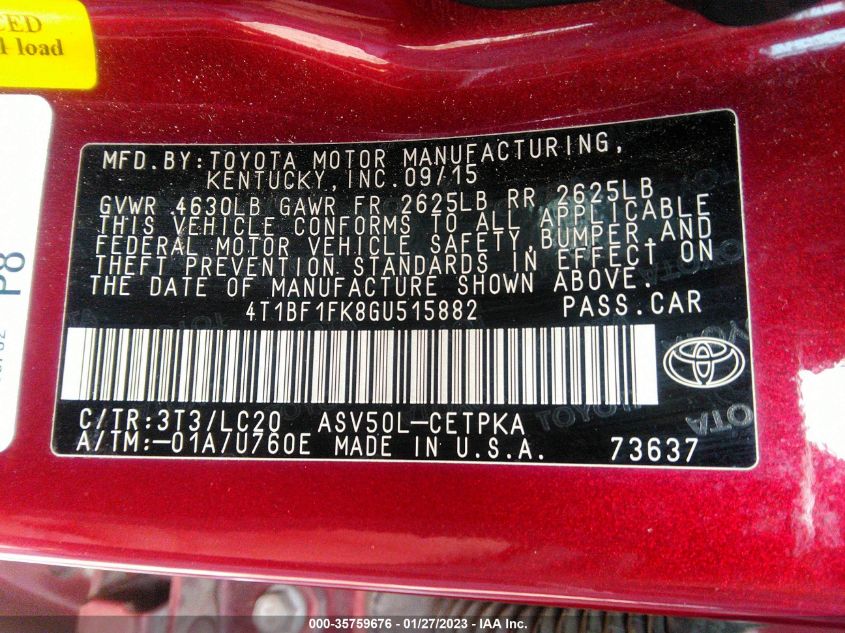 CED
l load
P8
MFD.BY:TOYOTA MOTOR MANUFACTURING,
KENTUCKY,INC.09/15
GVWR 4630LB GAWR FR 2625LB RR 2625LB
THIS VEHICLE CONFORMS TO ALL APPLICABLE
FEDERAL MOTOR VEHICLE SAFETY,BUMPER,AND
THEFT PREVENTION STANDARDS IN EFFECT ON
THE DATE OF MANUFACTURE SHOWN ABOVE.
4T1BF1FK8GU515882 PASS.CAR
C/TR:3T3/LC20 ASV50L-CETPKA
A/TM:-01A/U760E MADE IN U.S.A. 73637
TOYOTA
000-35759676 - 01/27/2023 - IAA Inc.